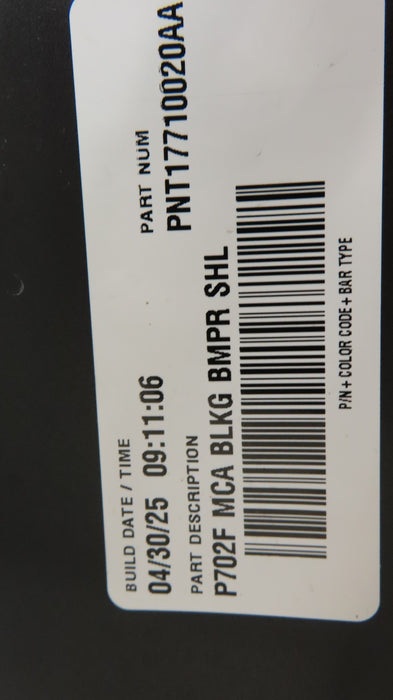 BUILD DATE / TIME
04/30/25 09:11:06
PART NUM
PNT17710020AA
PART DESCRIPTION
P702F MCA BLKG BMPR SHL
P/N + COLOR CODE + BAR TYPE